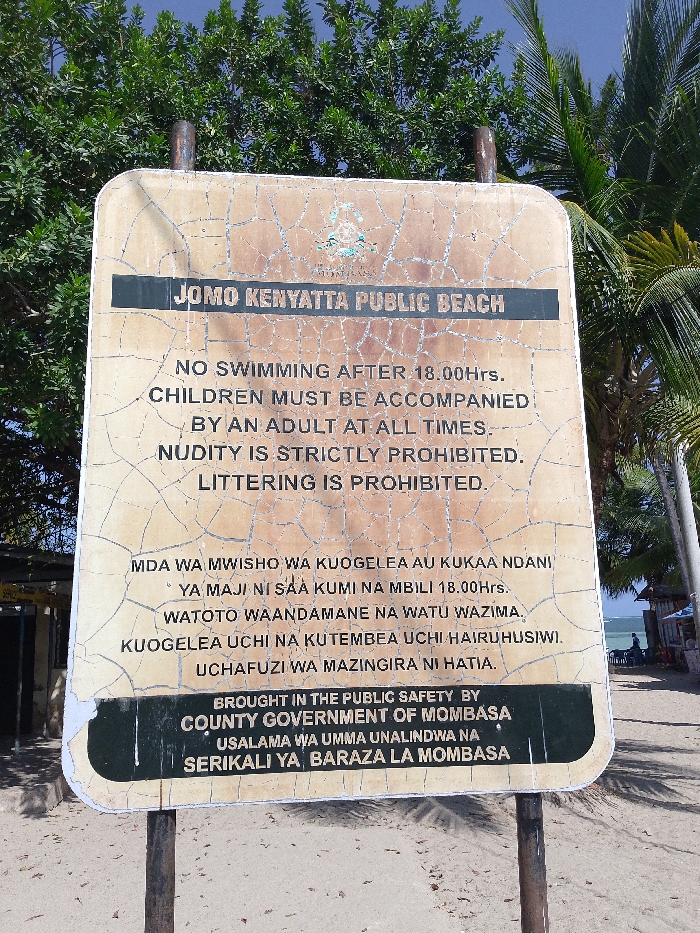 MOMBASA
JOMO KENYATTA PUBLIC BEACH
NO SWIMMING AFTER 18.00Hrs.
CHILDREN MUST BE ACCOMPANIED
BY AN ADULT AT ALL TIMES.
NUDITY IS STRICTLY PROHIBITED.
LITTERING IS PROHIBITED.
MDA WA MWISHO WA KUOGELEA AU KUKAA NDANI
YA MAJI NI SAA KUMI NA MBILI 18.00Hrs.
WATOTO WAANDAMANE NA WATU WAZIMA.
KUOGELEA UCHI NA KUTEMBEA UCHI HAIRUHUSIWI.
UCHAFUZI WA MAZINGIRA NI HATIA.
BROUGHT IN THE PUBLIC SAFETY BY
COUNTY GOVERNMENT OF MOMBASA
USALAMA WA UMMA UNALINDWA NA
SERIKALI YA BARAZA LA MOMBASA